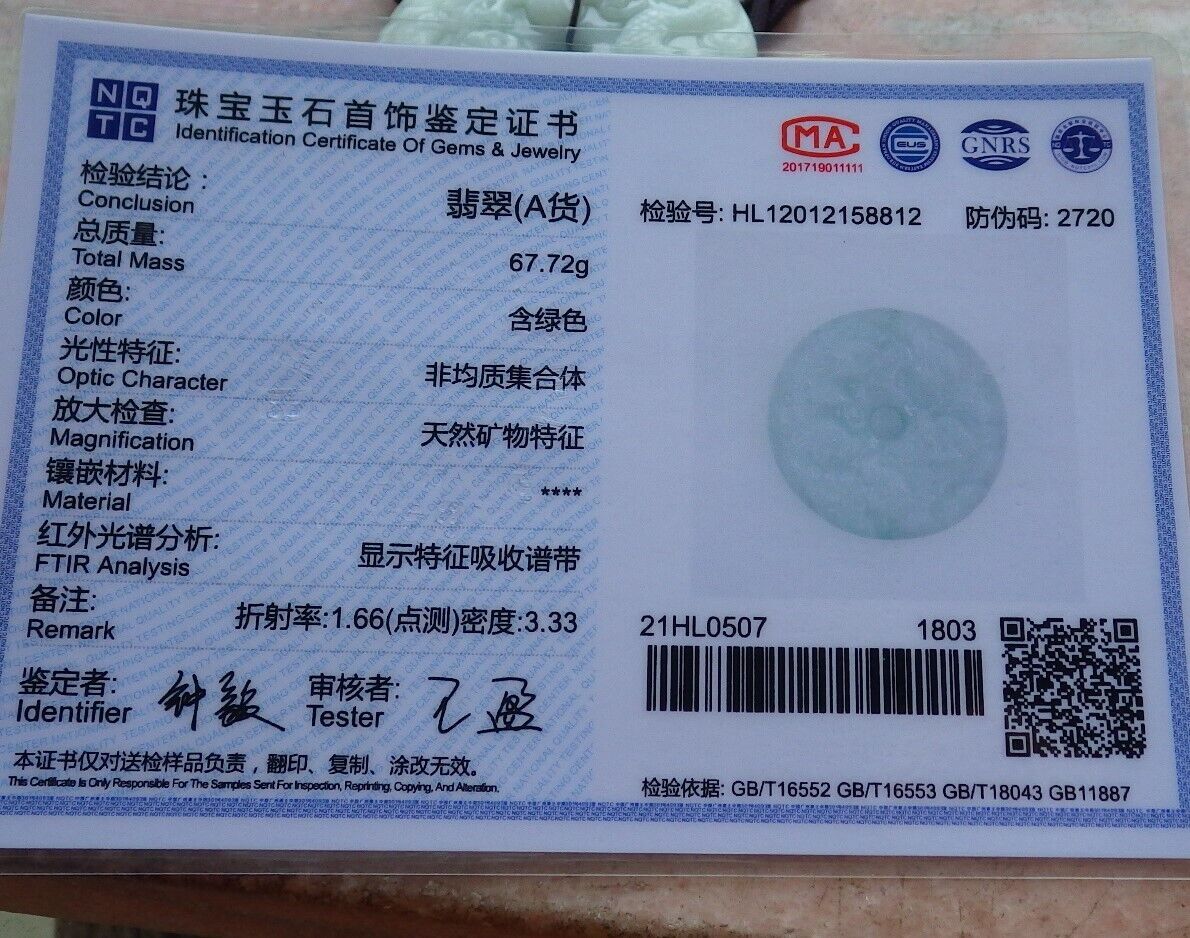 NQ
TC
珠宝玉石首饰鉴定证书
Identification Certificate Of Gems & Jewelry
检验结论：
Conclusion
翡翠(A货)
总质量:
Total Mass
67.72g
颜色:
Color
含绿色
光性特征:
Optic Character
非均质集合体
放大检查:
Magnification
天然矿物特征
镶嵌材料:
Material
****
红外光谱分析:
FTIR Analysis
显示特征吸收谱带
备注:
Remark
折射率:1.66(点测)密度:3.33
鉴定者:
Identifier
审核者:
Tester
本证书仅对送检样品负责，翻印、复制、涂改无效。
This Certificate Is Only Responsible For The Samples Sent For Inspection, Reprinting, Copying, And Alteration.
MA
201719011111
GNRS
检验号: HL12012158812 防伪码: 2720
21HL0507 1803
检验依据: GB/T16552 GB/T16553 GB/T18043 GB11887